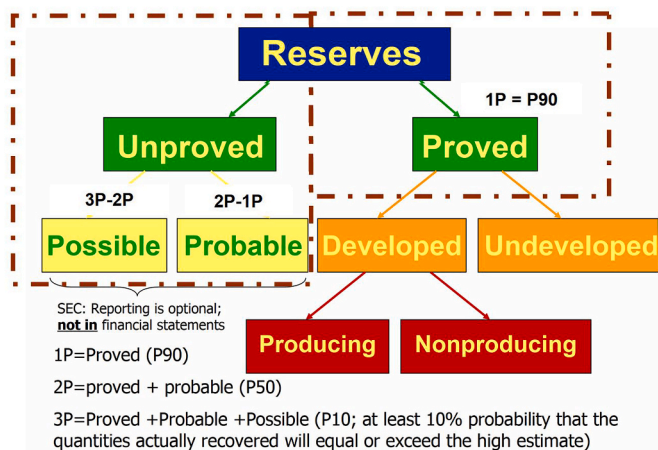 Reserves
1P = P90
Unproved
Proved
3P-2P
2P-1P
Possible
Probable
Developed
Undeveloped
SEC: Reporting is optional;
not in financial statements
Producing
Nonproducing
1P=Proved (P90)
2P=proved + probable (P50)
3P=Proved +Probable +Possible (P10; at least 10% probability that the
quantities actually recovered will equal or exceed the high estimate)